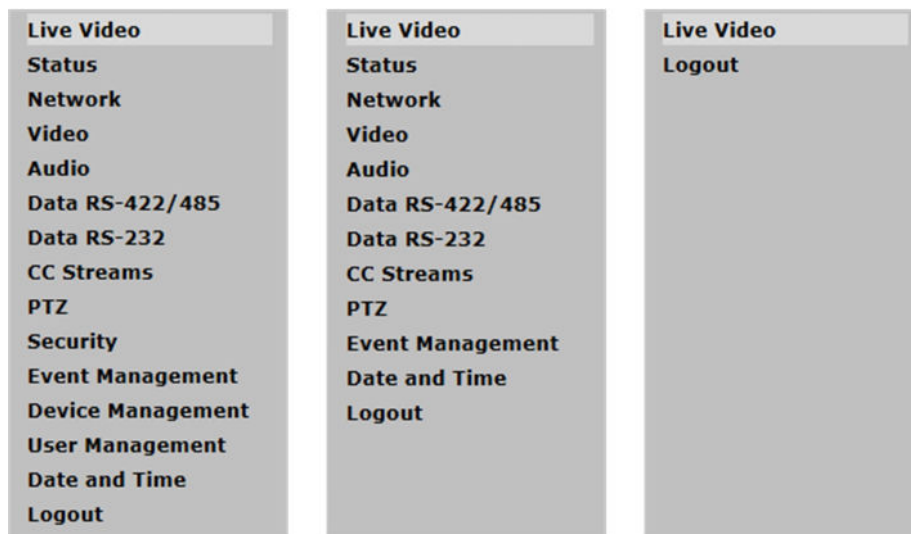 Live Video
Status
Network
Video
Audio
Data RS-422/485
Data RS-232
CC Streams
PTZ
Security
Event Management
Device Management
User Management
Date and Time
Logout
Live Video
Status
Network
Video
Audio
Data RS-422/485
Data RS-232
CC Streams
PTZ
Event Management
Date and Time
Logout
Live Video
Logout